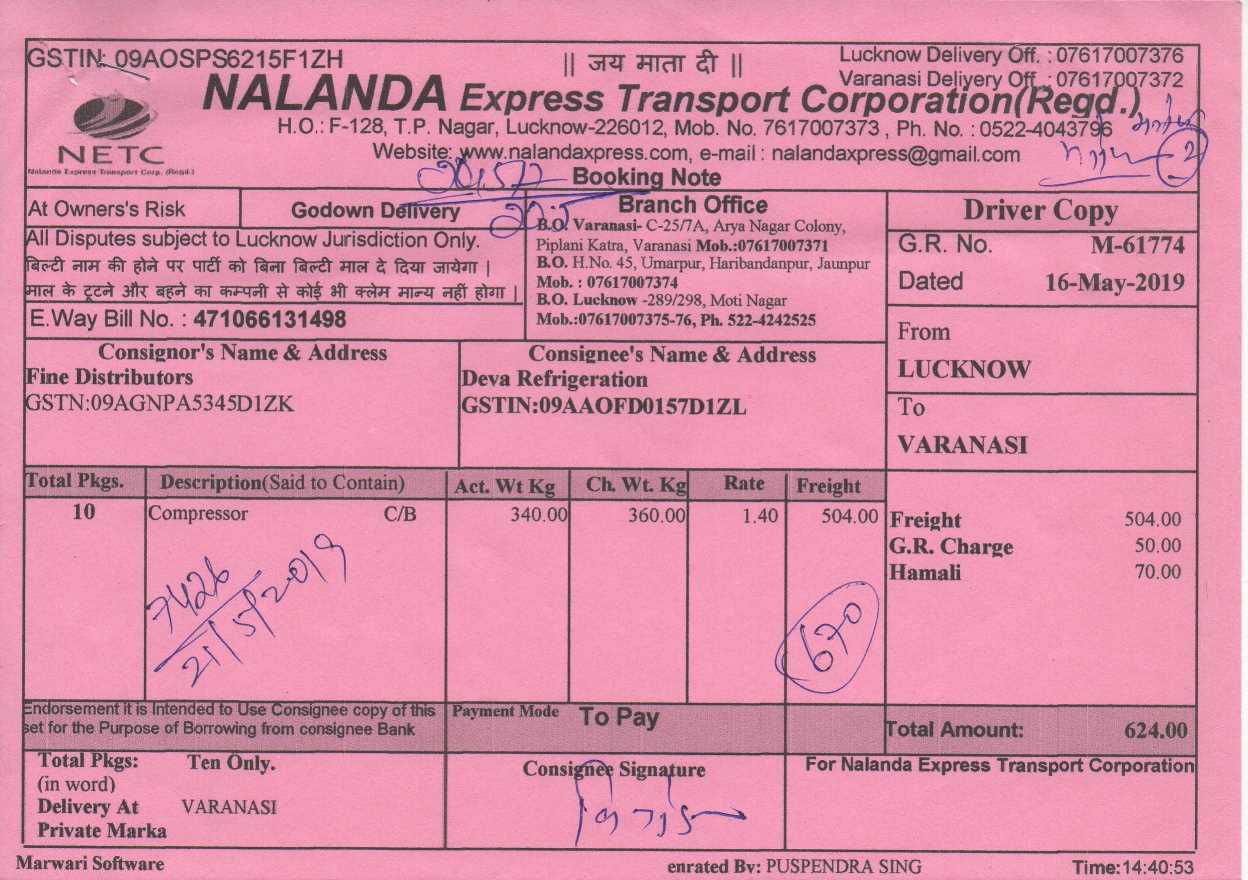 GSTIN: 09AOSPS6215F1ZH
|| जय माता दी ||
Lucknow Delivery Off. : 07617007376
Varanasi Delivery Off. : 07617007372
NALANDA Express Transport Corporation(Regd.)
H.O.: F-128, T.P. Nagar, Lucknow-226012, Mob. No. 7617007373 , Ph. No. : 0522-4043796
Website: www.nalandaxpress.com, e-mail : nalandaxpress@gmail.com
NETC
Nalanda Express Transport Corp. (Regd.)
Booking Note
2
At Owners's Risk
Godown Delivery
All Disputes subject to Lucknow Jurisdiction Only.
बिल्टी नाम की होने पर पार्टी को बिना बिल्टी माल दे दिया जायेगा |
माल के टूटने और बहने का कम्पनी से कोई भी क्लेम मान्य नहीं होगा |
E.Way Bill No. : 471066131498
Branch Office
B.O. Varanasi- C-25/7A, Arya Nagar Colony,
Piplani Katra, Varanasi Mob.:07617007371
B.O. H.No. 45, Umarpur, Haribandanpur, Jaunpur
Mob. : 07617007374
B.O. Lucknow -289/298, Moti Nagar
Mob.:07617007375-76, Ph. 522-4242525
Driver Copy
G.R. No. M-61774
Dated 16-May-2019
From
LUCKNOW
To
VARANASI
Consignor's Name & Address
Fine Distributors
GSTN:09AGNPA5345D1ZK
Consignee's Name & Address
Deva Refrigeration
GSTIN:09AAOFD0157D1ZL
Total Pkgs. Description(Said to Contain) Act. Wt Kg Ch. Wt. Kg Rate Freight
10 Compressor C/B 340.00 360.00 1.40 504.00
Freight 504.00
G.R. Charge 50.00
Hamali 70.00
7426
21/5/2019
670
Endorsement it is Intended to Use Consignee copy of this
set for the Purpose of Borrowing from consignee Bank
Payment Mode To Pay
Total Amount: 624.00
Total Pkgs: Ten Only.
(in word)
Delivery At VARANASI
Private Marka
Consignee Signature
For Nalanda Express Transport Corporation
Marwari Software
enrated By: PUSPENDRA SING
Time:14:40:53